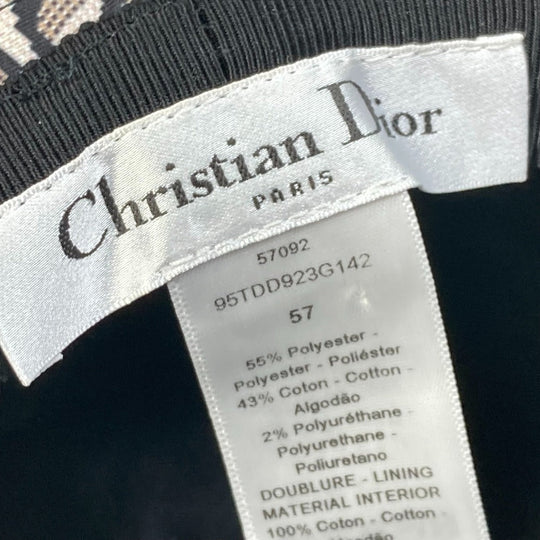 Christian Dior
PARIS
57092
95TDD923G142
57
55% Polyester -
Polyester - Poliéster
43% Coton - Cotton -
Algodão
2% Polyuréthane -
Polyurethane -
Poliuretano
DOUBLURE - LINING
MATERIAL INTERIOR
100% Coton - Cotton -
Algodão